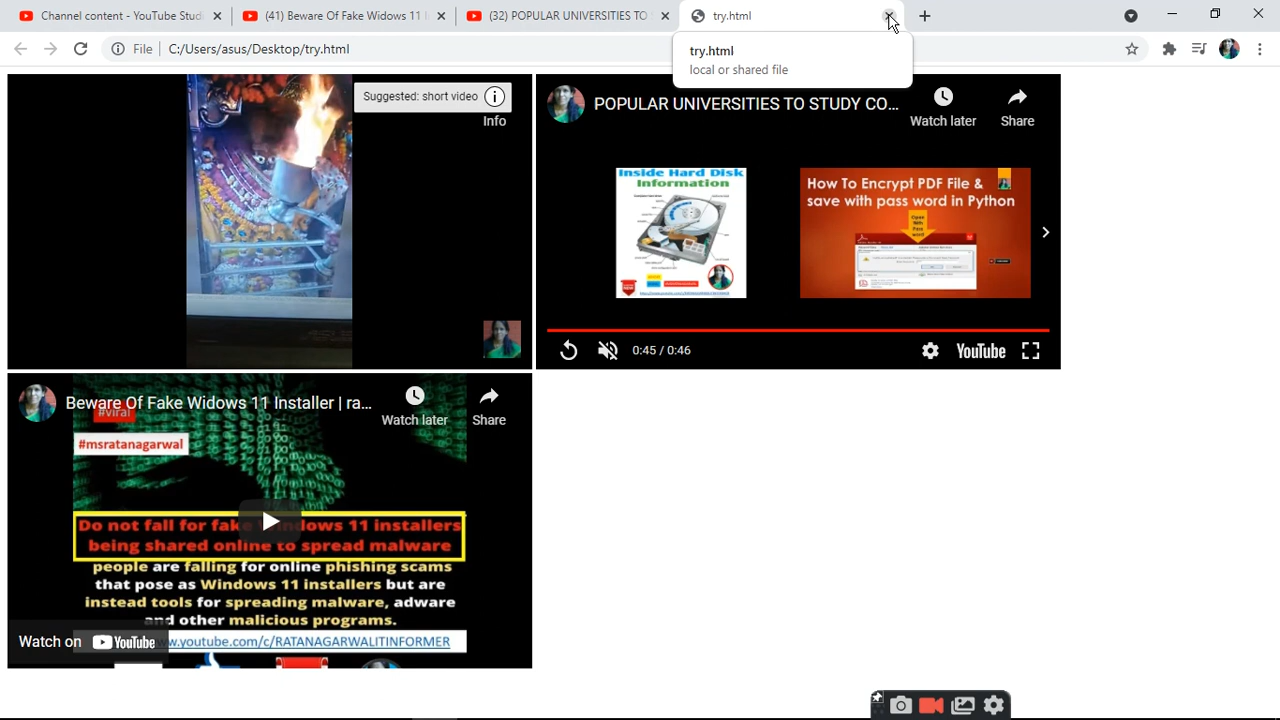 Channel content - YouTube Studi
(41) Beware Of Fake Widows 11 I
(32) POPULAR UNIVERSITIES TO S
try.html
File
C:/Users/asus/Desktop/try.html
try.html
local or shared file
Suggested: short video
Info
POPULAR UNIVERSITIES TO STUDY CO...
Watch later
Share
Inside Hard Disk
Information
How To Encrypt PDF File &
save with pass word in Python
Open
With
Pass
word
0:45 / 0:46
YouTube
Beware Of Fake Widows 11 Installer | ra...
Watch later
Share
#viral
#msratanagarwal
Do not fall for fake Windows 11 installers
being shared online to spread malware
people are falling for online phishing scams
that pose as Windows 11 installers but are
instead tools for spreading malware, adware
and other malicious programs.
Watch on YouTube
ww.youtube.com/c/RATANAGARWALITINFORMER